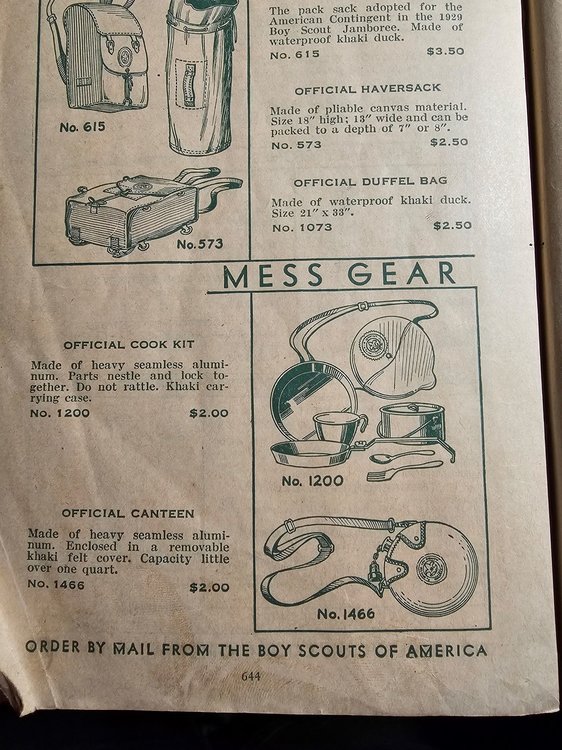 The pack sack adopted for the
American Contingent in the 1929
Boy Scout Jamboree. Made of
waterproof khaki duck.
No. 615 $3.50
No. 615
OFFICIAL HAVERSACK
Made of pliable canvas material.
Size 18" high; 13" wide and can be
packed to a depth of 7" or 8".
No. 573 $2.50
OFFICIAL DUFFEL BAG
Made of waterproof khaki duck.
Size 21" x 33".
No. 1073 $2.50
No. 573
MESS GEAR
OFFICIAL COOK KIT
Made of heavy seamless alumi-
num. Parts nestle and lock to-
gether. Do not rattle. Khaki car-
rying case.
No. 1200 $2.00
No. 1200
OFFICIAL CANTEEN
Made of heavy seamless alumi-
num. Enclosed in a removable
khaki felt cover. Capacity little
over one quart.
No. 1466 $2.00
No. 1466
ORDER BY MAIL FROM THE BOY SCOUTS OF AMERICA
644